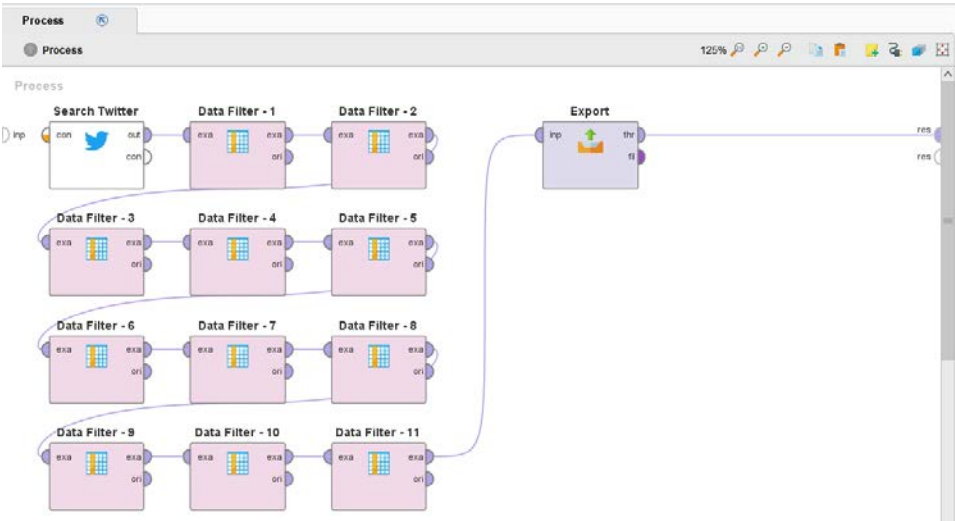 Process
Process
125%
Process
Search Twitter
Data Filter - 1
Data Filter - 2
Export
inp
con
out
con
exa
exa
ori
exa
exa
ori
inp
thr
fil
res
res
Data Filter - 3
Data Filter - 4
Data Filter - 5
exa
exa
ori
exa
exa
ori
exa
exa
ori
Data Filter - 6
Data Filter - 7
Data Filter - 8
exa
exa
ori
exa
exa
ori
exa
exa
ori
Data Filter - 9
Data Filter - 10
Data Filter - 11
exa
exa
ori
exa
exa
ori
exa
exa
ori